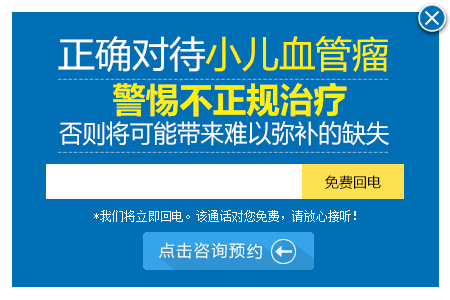 正确对待小儿血管瘤
警惕不正规治疗
否则将可能带来难以弥补的缺失
免费回电
*我们将立即回电。该通话对您免费，请放心接听！
点击咨询预约